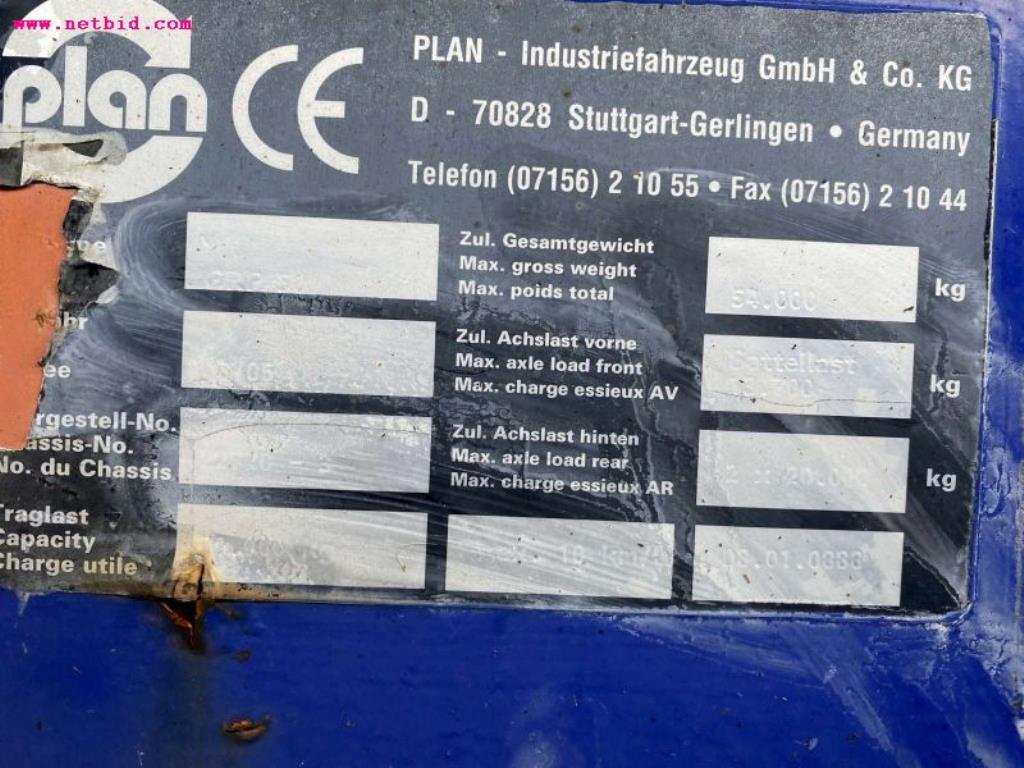 www.netbid.com
plan
CE
PLAN - Industriefahrzeug GmbH & Co. KG
D - 70828 Stuttgart-Gerlingen • Germany
Telefon (07156) 2 10 55 • Fax (07156) 2 10 44
Zul. Gesamtgewicht
Max. gross weight
Max. poids total
54.000
kg
Zul. Achslast vorne
Max. axle load front
Max. charge essieux AV
kg
rgestell-No.
assis-No.
No. du Chassis
Zul. Achslast hinten
Max. axle load rear
Max. charge essieux AR
kg
Traglast
Capacity
Charge utile